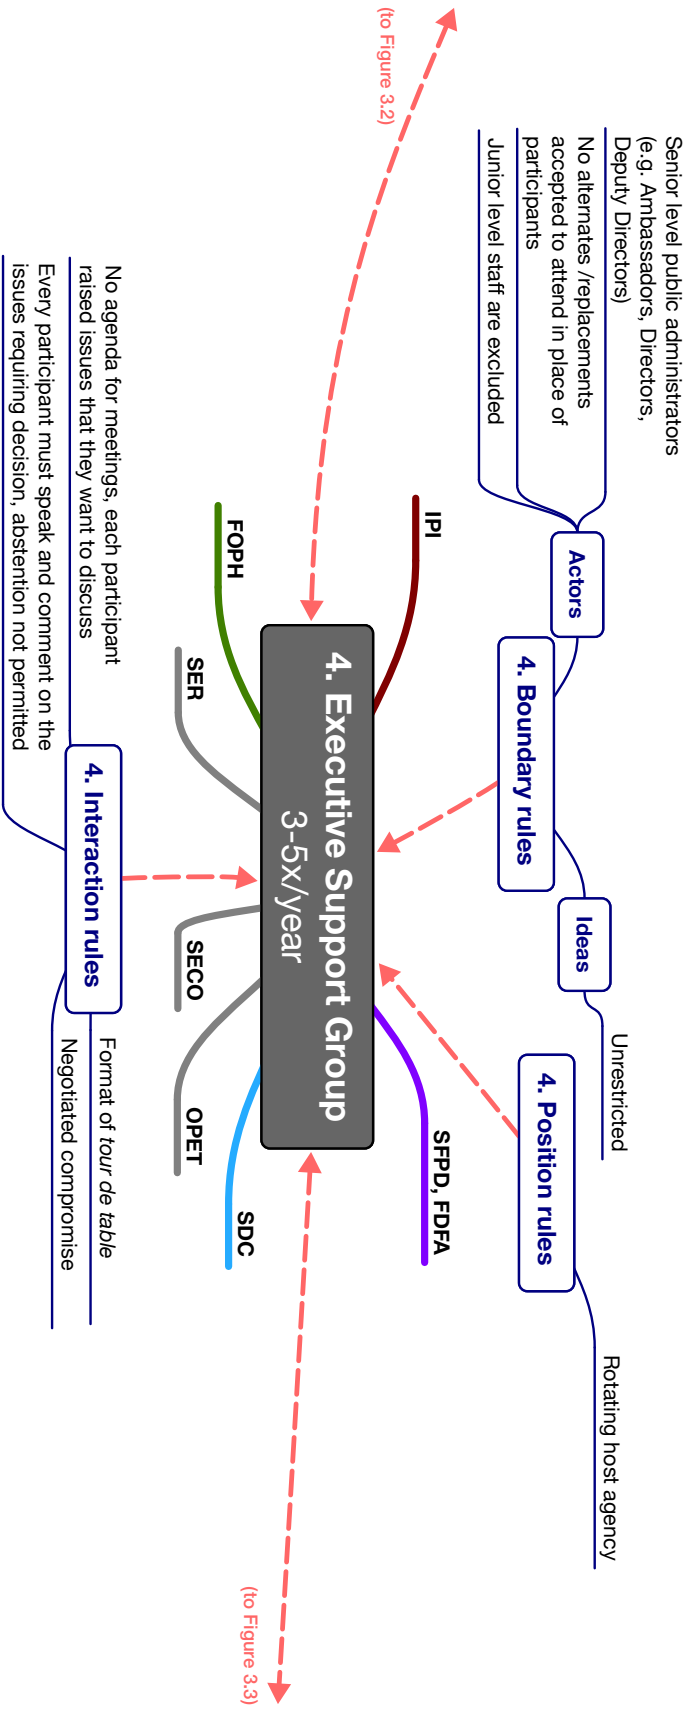 (to Figure 3.2)
Senior level public administrators
(e.g. Ambassadors, Directors,
Deputy Directors)
No alternates /replacements
accepted to attend in place of
participants
Junior level staff are excluded
Actors
4. Boundary rules
Ideas
Unrestricted
4. Position rules
Rotating host agency
IPI
SFPD, FDFA
4. Executive Support Group
3-5x/year
FOPH
SER
SECO
OPET
SDC
No agenda for meetings, each participant
raised issues that they want to discuss
Every participant must speak and comment on the
issues requiring decision, abstention not permitted
4. Interaction rules
Format of tour de table
Negotiated compromise
(to Figure 3.3)